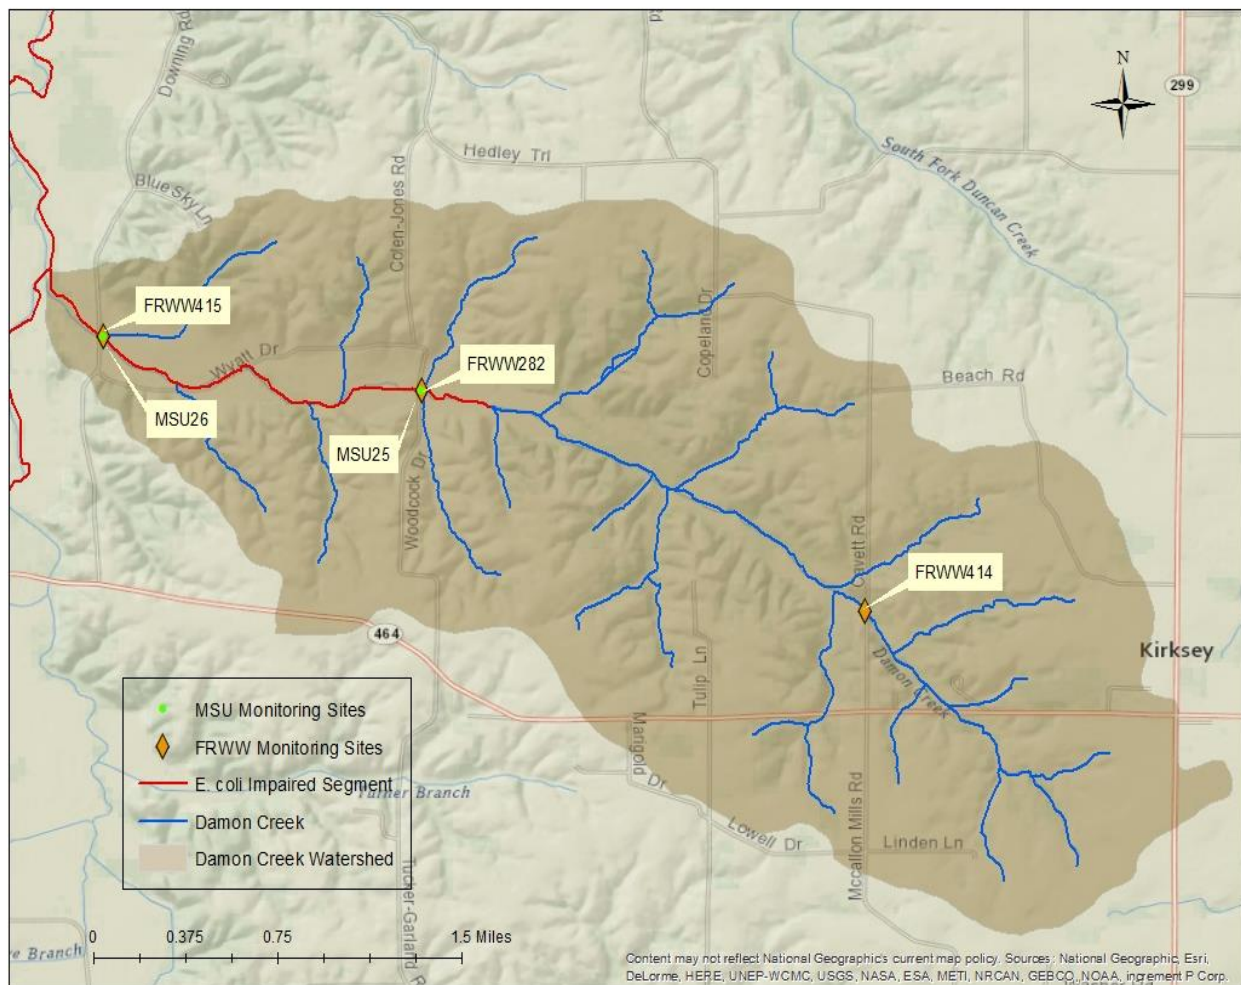 Downing Rd
N
299
Hedley Trl
South Fork Duncan Creek
Blue Sky Ln
Colen-Jones Rd
FRWW415
Wyatt Dr
FRWW282
Copeland Dr
Beach Rd
MSU26
MSU25
Woodcock Dr
Cavett Rd
FRWW414
464
Kirksey
Damon Creek
Tulip Ln
Mangold Dr
MSU Monitoring Sites
FRWW Monitoring Sites
E. coli Impaired Segment
Turner Branch
Damon Creek
Damon Creek Watershed
Lowell Dr
Linden Ln
Mccallon Mills Rd
Tucher-Garland R
0 0.375 0.75 1.5 Miles
Branch
Content may not reflect National Geographic's current map policy. Sources: National Geographic, Esri,
DeLorme, HERE, UNEP-WCMC, USGS, NASA, ESA, METI, NRCAN, GEBCO, NOAA, increment P Corp.